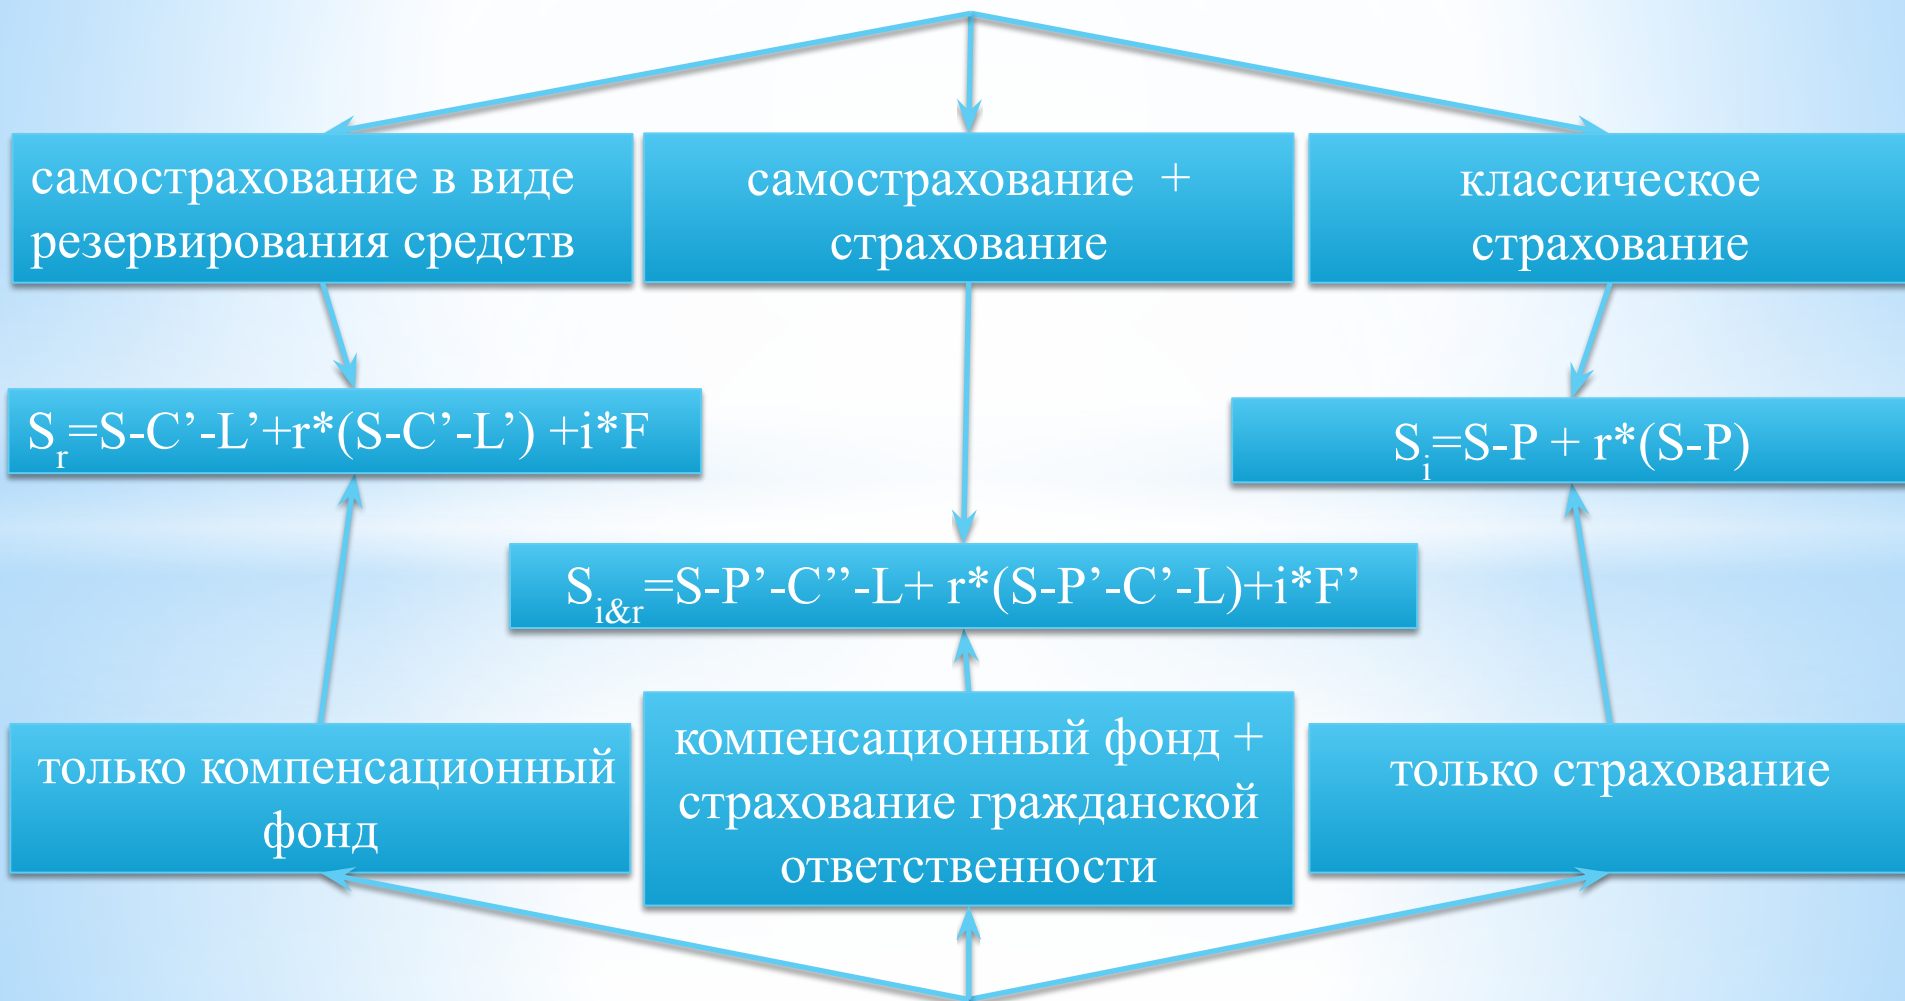 самострахование в виде
резервирования средств
самострахование +
страхование
классическое
страхование
Sr=S-C’-L’+r*(S-C’-L’) +i*F
Si=S-P + r*(S-P)
Si&r=S-P’-C’’-L+ r*(S-P’-C’-L)+i*F’
только компенсационный
фонд
компенсационный фонд +
страхование гражданской
ответственности
только страхование